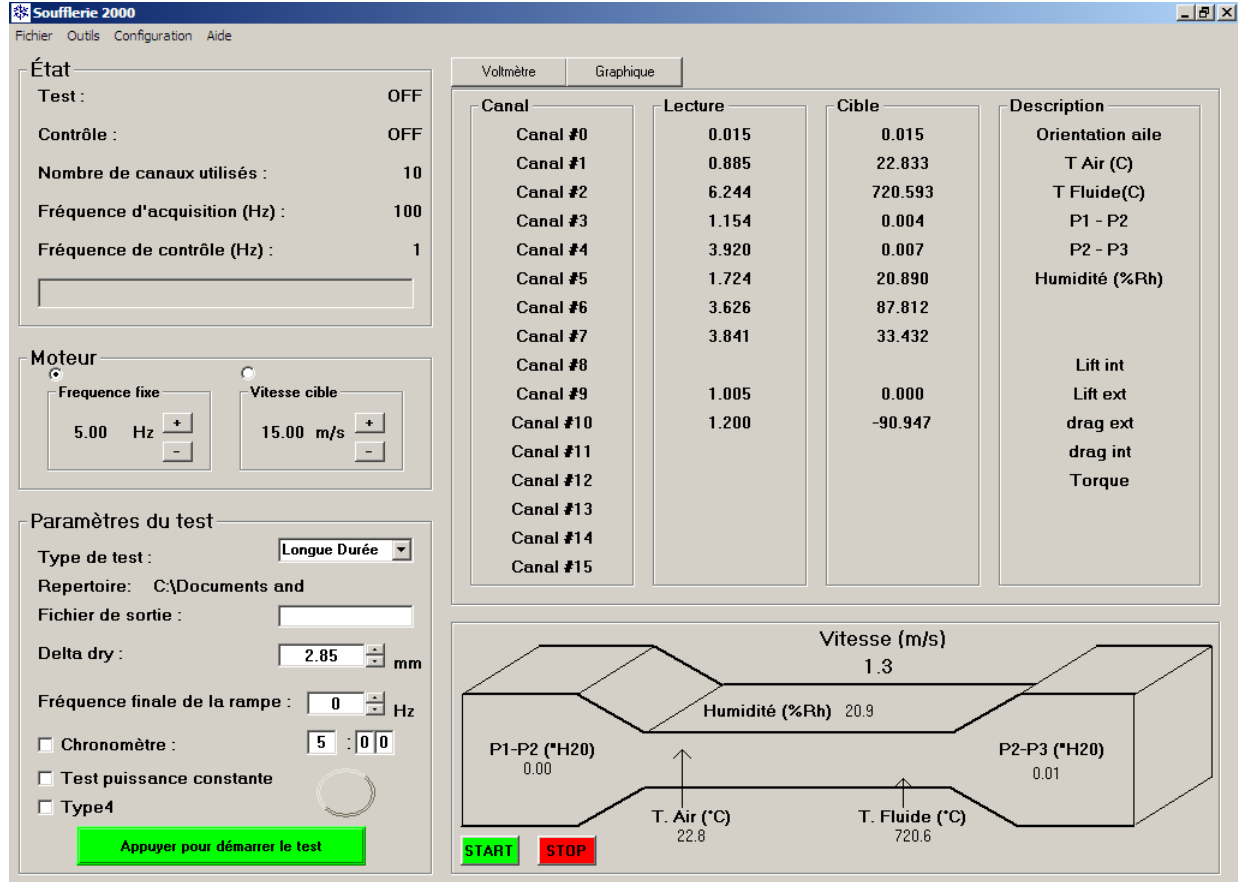 Soufflerie 2000
Fichier Outils Configuration Aide
État
Test : OFF
Contrôle : OFF
Nombre de canaux utilisés : 10
Fréquence d'acquisition (Hz) : 100
Fréquence de contrôle (Hz) : 1
Moteur
Frequence fixe
5.00 Hz + -
Vitesse cible
15.00 m/s + -
Paramètres du test
Type de test : Longue Durée
Repertoire: C:\Documents and
Fichier de sortie :
Delta dry : 2.85 mm
Fréquence finale de la rampe : 0 Hz
Chronomètre : 5 : 0 0
Test puissance constante
Type4
Appuyer pour démarrer le test
Voltmètre Graphique
Canal Lecture Cible Description
Canal #0 0.015 0.015 Orientation aile
Canal #1 0.885 22.833 T Air (C)
Canal #2 6.244 720.593 T Fluide(C)
Canal #3 1.154 0.004 P1 - P2
Canal #4 3.920 0.007 P2 - P3
Canal #5 1.724 20.890 Humidité (%Rh)
Canal #6 3.626 87.812
Canal #7 3.841 33.432
Canal #8 Lift int
Canal #9 1.005 0.000 Lift ext
Canal #10 1.200 -90.947 drag ext
Canal #11 drag int
Canal #12 Torque
Canal #13
Canal #14
Canal #15
Vitesse (m/s)
1.3
Humidité (%Rh) 20.9
P1-P2 ("H20)
0.00
P2-P3 ("H20)
0.01
T. Air (°C)
22.8
T. Fluide (°C)
720.6
START STOP